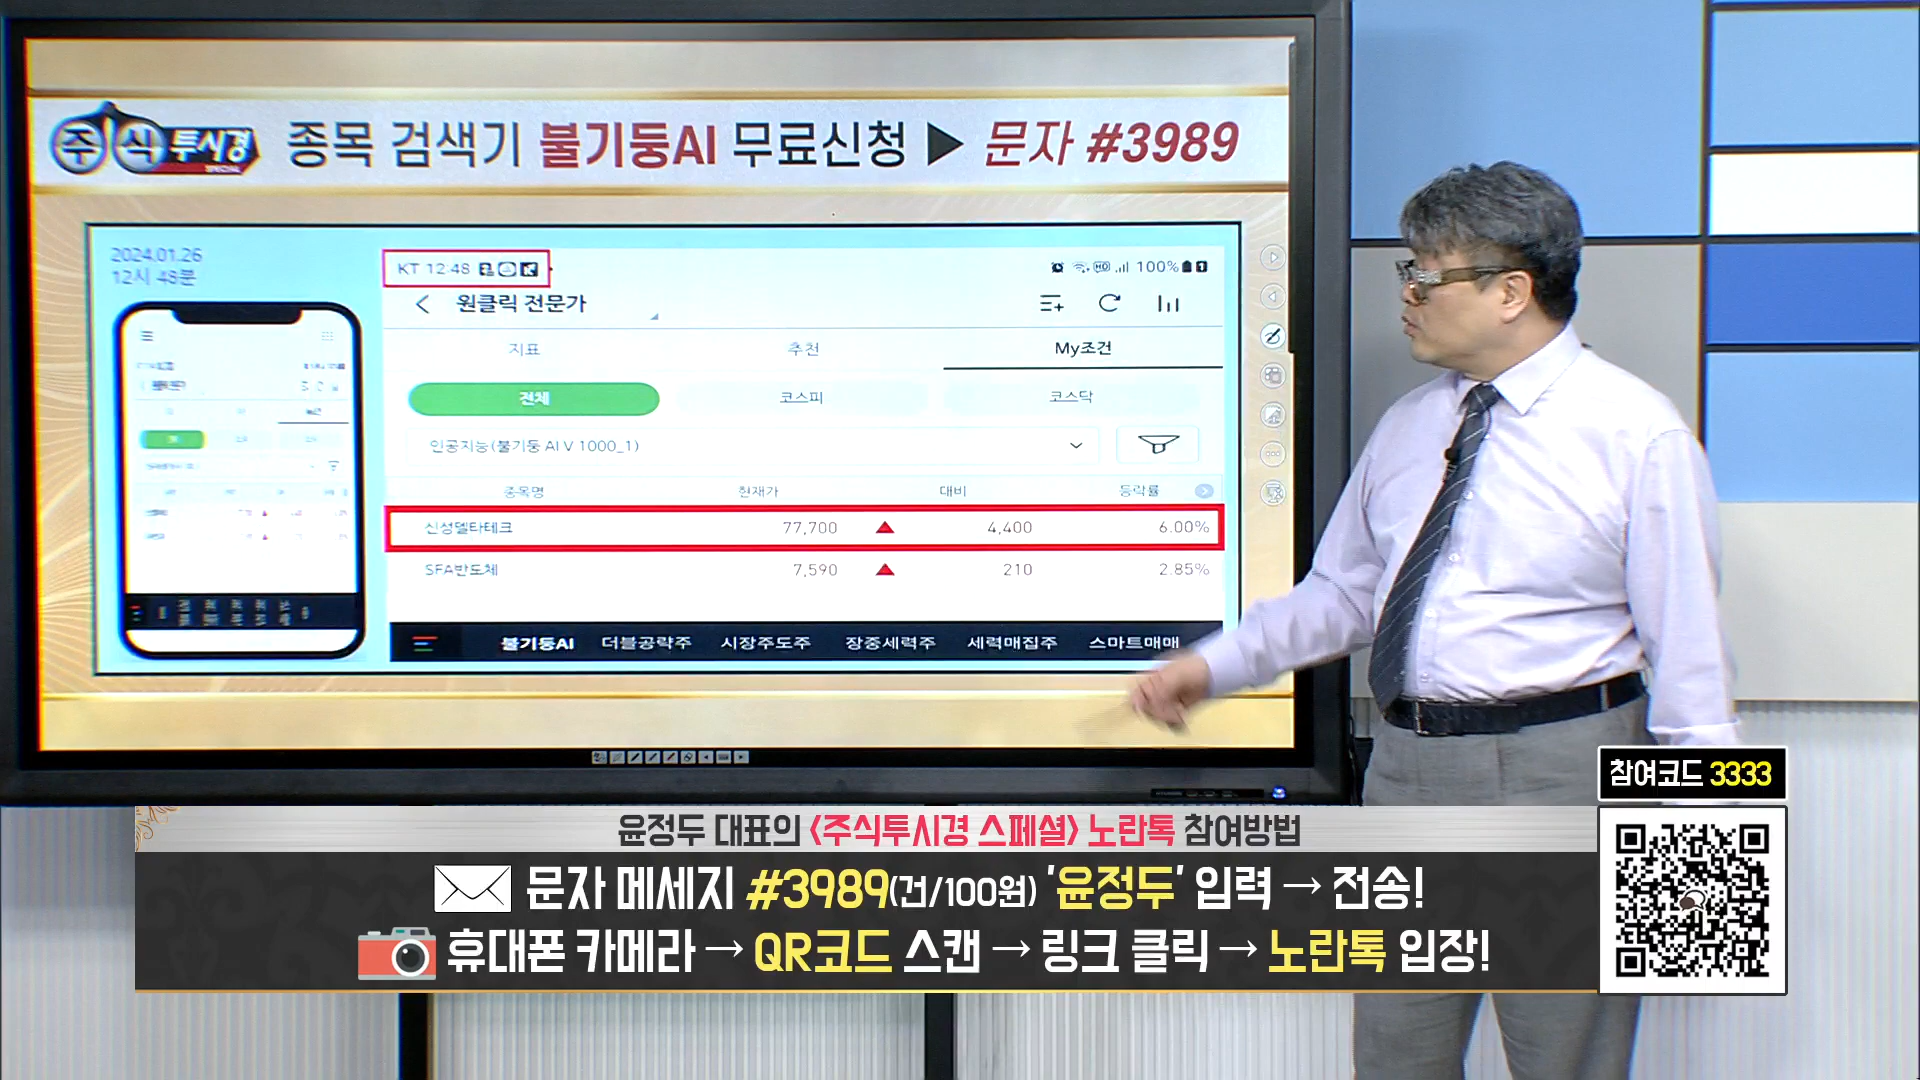 주식투시경 SPECIAL
종목 검색기 불기둥AI 무료신청 ▶ 문자 #3989
2024.01.26
12시 48분
KT 12:48
100%
원클릭 전문가
지표 추천 My조건
전체 코스피 코스닥
인공지능(불기둥 AI V 1000_1)
종목명 현재가 대비 등락률
신성델타테크 77,700 ▲ 4,400 6.00%
SFA반도체 7,590 ▲ 210 2.85%
불기둥AI 더블공략주 시장주도주 장중세력주 세력매집주 스마트매매
참여코드 3333
윤정두 대표의 <주식투시경 스페셜> 노란톡 참여방법
문자 메세지 #3989(건/100원) '윤정두' 입력 → 전송!
휴대폰 카메라 → QR코드 스캔 → 링크 클릭 → 노란톡 입장!